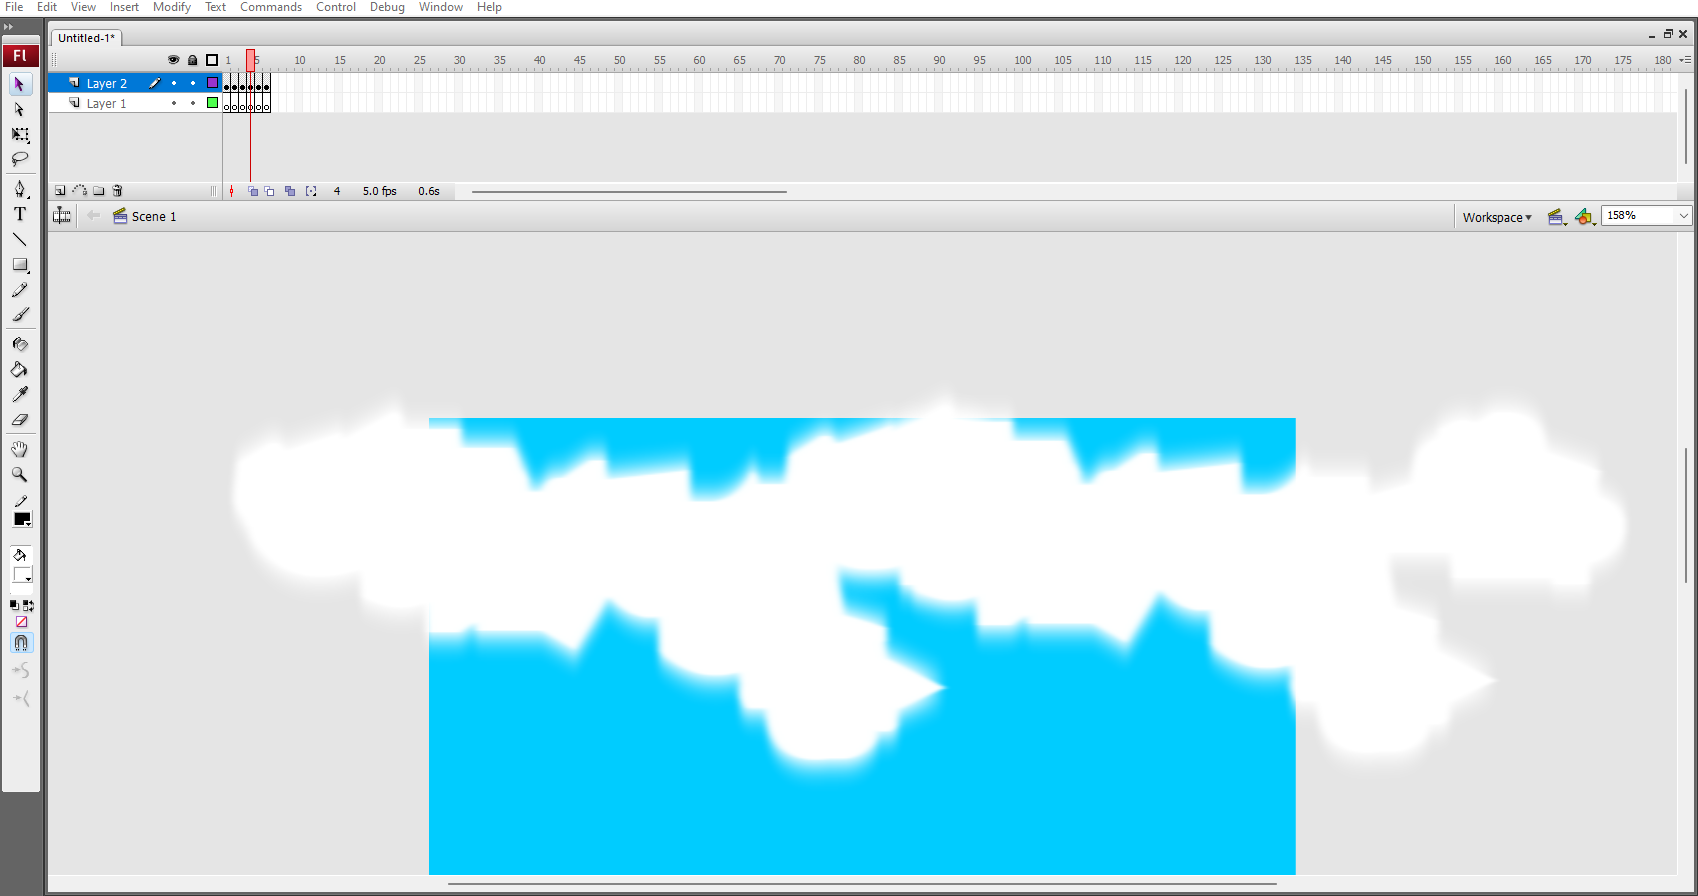 File Edit View Insert Modify Text Commands Control Debug Window Help
Untitled-1*
Fl
1 5 10 15 20 25 30 35 40 45 50 55 60 65 70 75 80 85 90 95 100 105 110 115 120 125 130 135 140 145 150 155 160 165 170 175 180
Layer 2
Layer 1
4 5.0 fps 0.6s
Scene 1
Workspace
158%
T